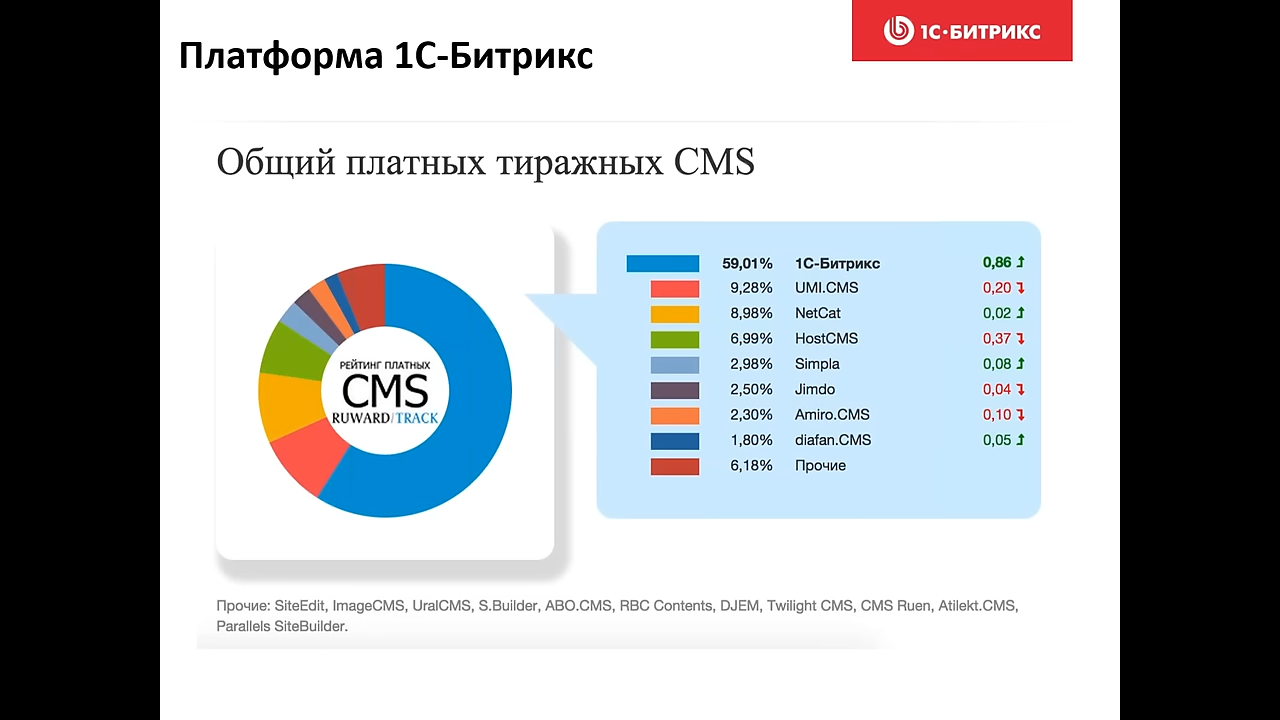 Платформа 1С-Битрикс
1С•БИТРИКС
Общий платных тиражных CMS
РЕЙТИНГ ПЛАТНЫХ
CMS
RUWARD/TRACK
59,01% 1С-Битрикс 0,86
9,28% UMI.CMS 0,20
8,98% NetCat 0,02
6,99% HostCMS 0,37
2,98% Simpla 0,08
2,50% Jimdo 0,04
2,30% Amiro.CMS 0,10
1,80% diafan.CMS 0,05
6,18% Прочие
Прочие: SiteEdit, ImageCMS, UralCMS, S.Builder, ABO.CMS, RBC Contents, DJEM, Twilight CMS, CMS Ruen, Atilekt.CMS,
Parallels SiteBuilder.